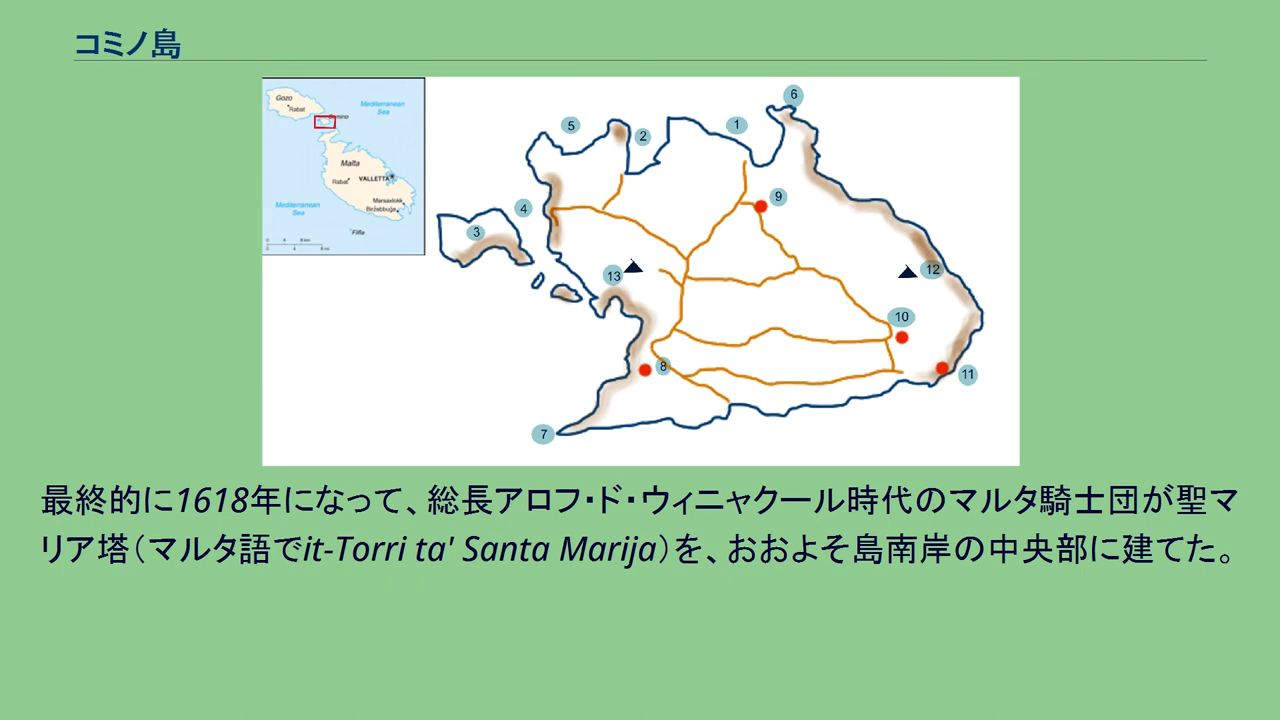 コミノ島
Gozo
Rabat
Mediterranean
Sea
Malta
Rabat
VALLETTA
Marsaxlokk
Birżebbuġa
Mediterranean
Sea
Filfla
6
5
2
1
9
4
3
13
12
10
8
11
7
最終的に1618年になって、総長アロフ・ド・ウィニャクール時代のマルタ騎士団が聖マ
リア塔（マルタ語でit-Torri ta' Santa Marija）を、おおよそ島南岸の中央部に建てた。